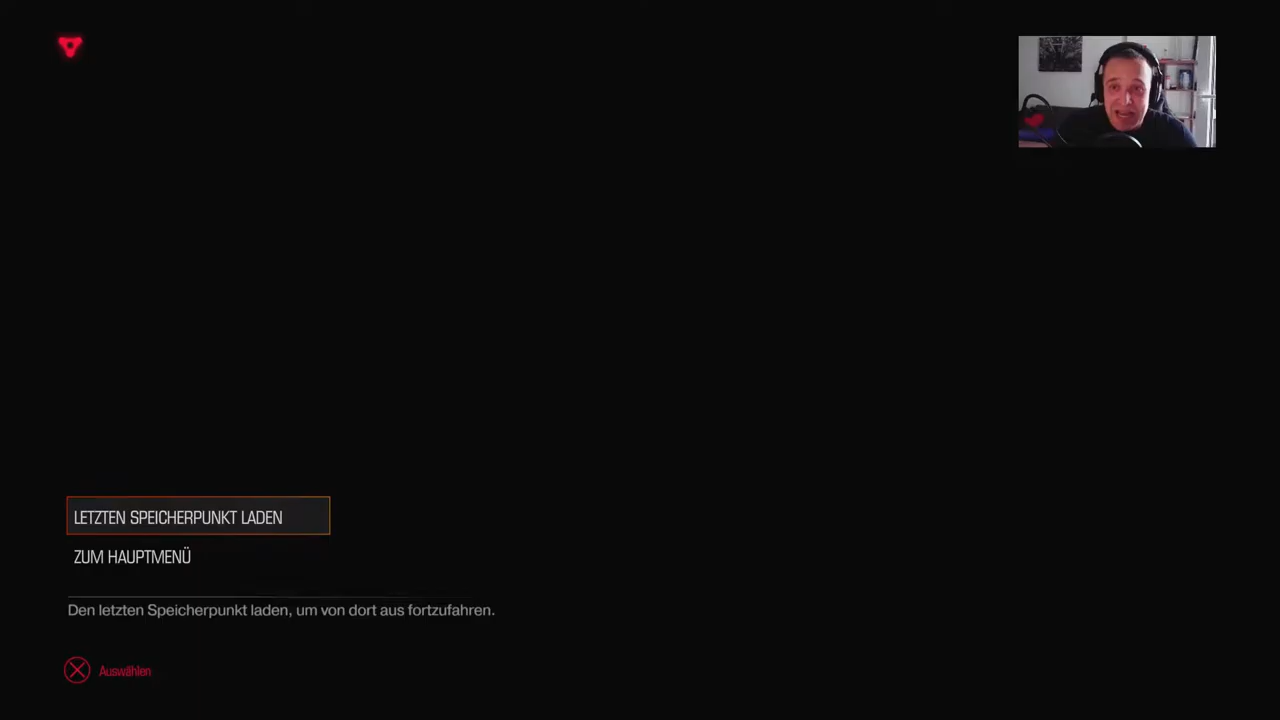 LETZTEN SPEICHERPUNKT LADEN
ZUM HAUPTMENÜ
Den letzten Speicherpunkt laden, um von dort aus fortzufahren.
Auswählen